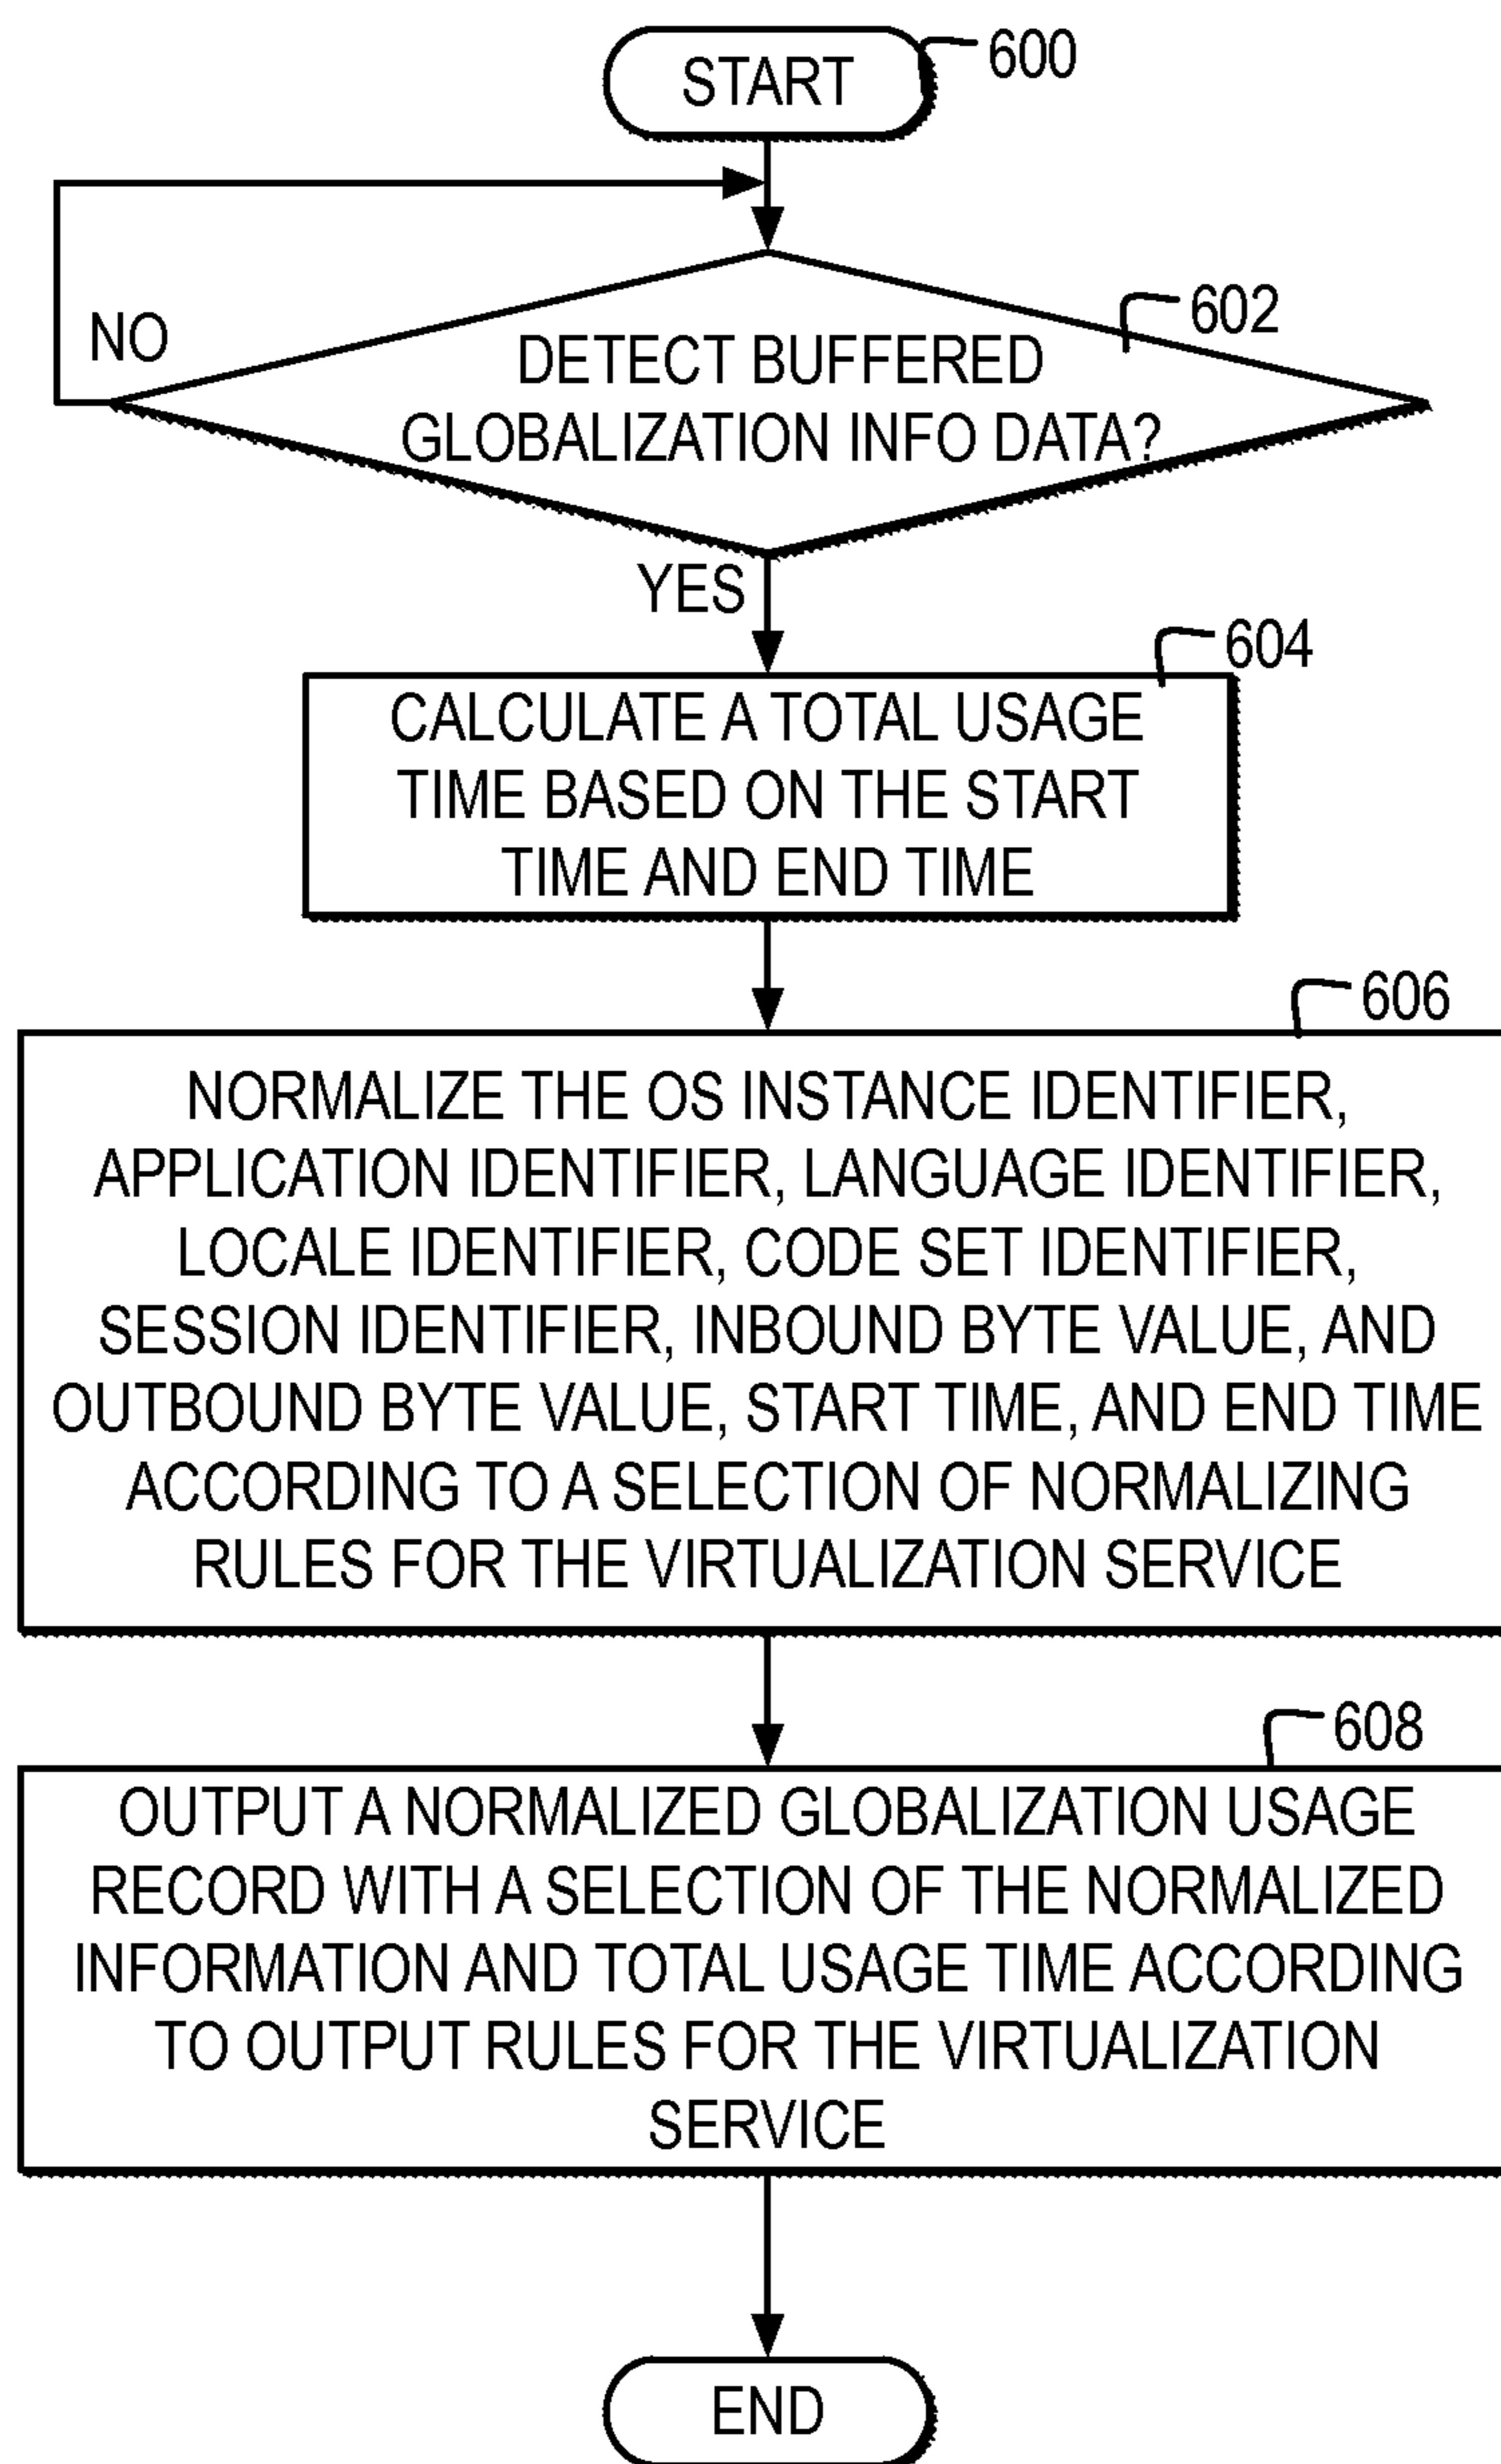 START
600
602
NO
DETECT BUFFERED
GLOBALIZATION INFO DATA?
YES
604
CALCULATE A TOTAL USAGE
TIME BASED ON THE START
TIME AND END TIME
606
NORMALIZE THE OS INSTANCE IDENTIFIER,
APPLICATION IDENTIFIER, LANGUAGE IDENTIFIER,
LOCALE IDENTIFIER, CODE SET IDENTIFIER,
SESSION IDENTIFIER, INBOUND BYTE VALUE, AND
OUTBOUND BYTE VALUE, START TIME, AND END TIME
ACCORDING TO A SELECTION OF NORMALIZING
RULES FOR THE VIRTUALIZATION SERVICE
608
OUTPUT A NORMALIZED GLOBALIZATION USAGE
RECORD WITH A SELECTION OF THE NORMALIZED
INFORMATION AND TOTAL USAGE TIME ACCORDING
TO OUTPUT RULES FOR THE VIRTUALIZATION
SERVICE
END